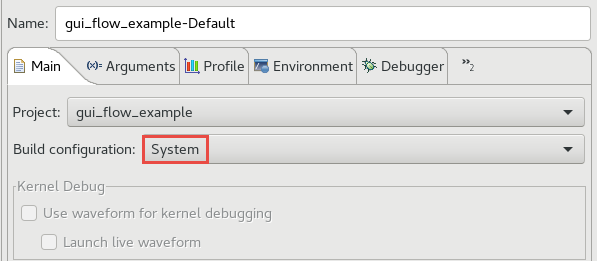 Name: gui_flow_example-Default
Main (x)= Arguments Profile Environment Debugger »2
Project: gui_flow_example
Build configuration: System
Kernel Debug
Use waveform for kernel debugging
Launch live waveform